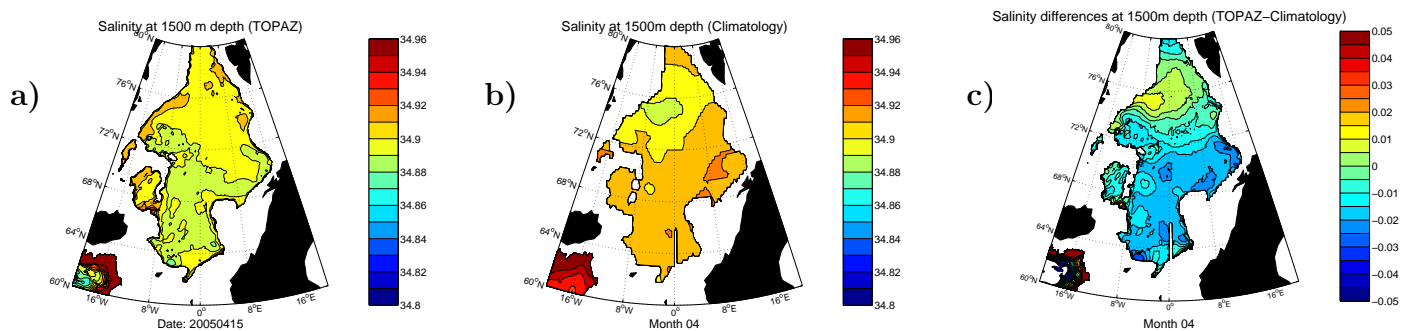 a)
Salinity at 1500 m depth (TOPAZ)
80°N
76°N
72°N
68°N
64°N
60°N
16°W
8°W
0°
8°E
16°E
Date: 20050415
34.96
34.94
34.92
34.9
34.88
34.86
34.84
34.82
34.8
b)
Salinity at 1500 m depth (Climatology)
80°N
76°N
72°N
68°N
64°N
60°N
16°W
8°W
0°
8°E
16°E
Month 04
34.96
34.94
34.92
34.9
34.88
34.86
34.84
34.82
34.8
c)
Salinity differences at 1500m depth (TOPAZ−Climatology)
80°N
76°N
72°N
68°N
64°N
60°N
16°W
8°W
0°
8°E
16°E
Month 04
0.05
0.04
0.03
0.02
0.01
0
−0.01
−0.02
−0.03
−0.04
−0.05